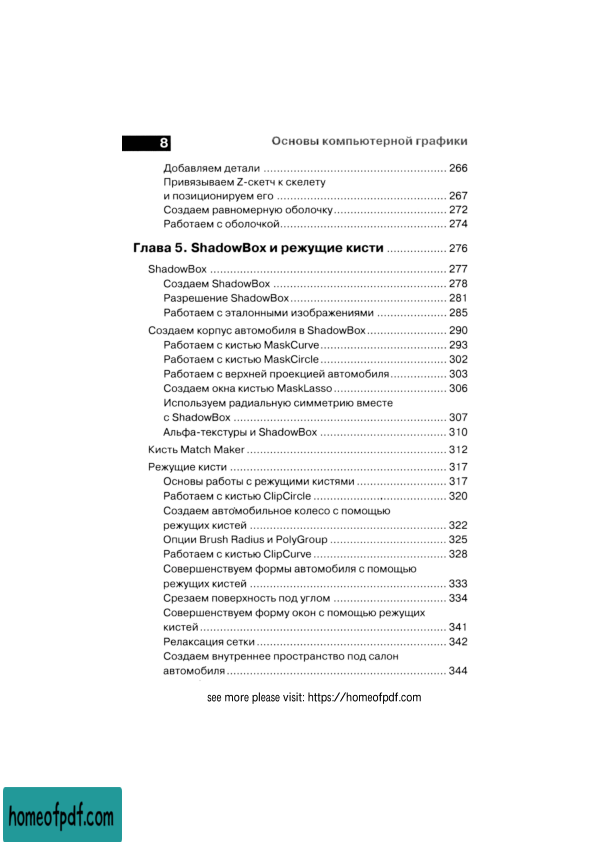 8 Основы компьютерной графики
Добавляем детали ........ 266
Привязываем Z-скетч к скелету
и позиционируем его ........ 267
Создаем равномерную оболочку ........ 272
Работаем с оболочкой ........ 274
Глава 5. ShadowBox и режущие кисти ........ 276
ShadowBox ........ 277
Создаем ShadowBox ........ 278
Разрешение ShadowBox ........ 281
Работаем с эталонными изображениями ........ 285
Создаем корпус автомобиля в ShadowBox ........ 290
Работаем с кистью MaskCurve ........ 293
Работаем с кистью MaskCircle ........ 302
Работаем с верхней проекцией автомобиля ........ 303
Создаем окна кистью MaskLasso ........ 306
Используем радиальную симметрию вместе
с ShadowBox ........ 307
Альфа-текстуры и ShadowBox ........ 310
Кисть Match Maker ........ 312
Режущие кисти ........ 317
Основы работы с режущими кистями ........ 317
Работаем с кистью ClipCircle ........ 320
Создаем автомобильное колесо с помощью
режущих кистей ........ 322
Опции Brush Radius и PolyGroup ........ 325
Работаем с кистью ClipCurve ........ 328
Совершенствуем формы автомобиля с помощью
режущих кистей ........ 333
Срезаем поверхность под углом ........ 334
Совершенствуем форму окон с помощью режущих
кистей ........ 341
Релаксация сетки ........ 342
Создаем внутреннее пространство под салон
автомобиля ........ 344
see more please visit: https://homeofpdf.com
homeofpdf.com